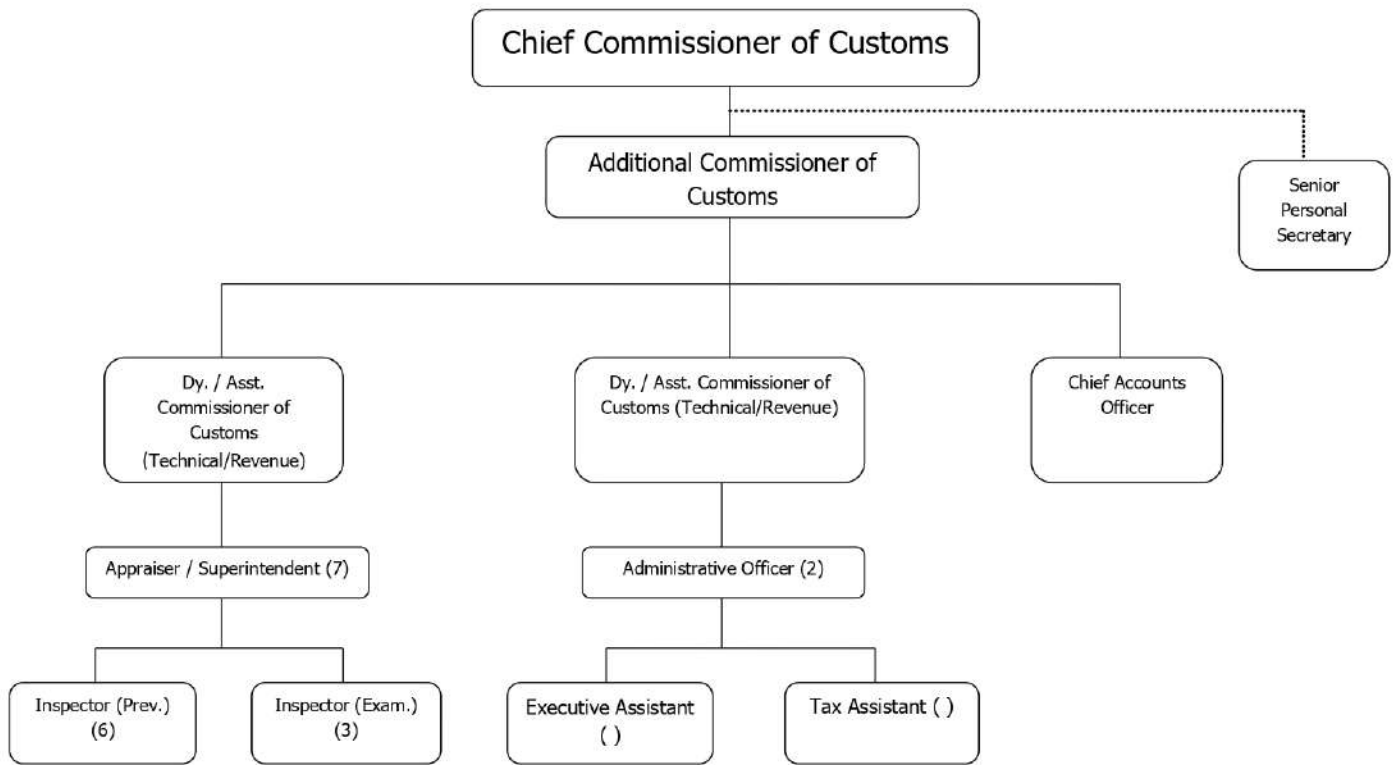 Chief Commissioner of Customs
Additional Commissioner of
Customs
Senior
Personal
Secretary
Dy. / Asst.
Commissioner of
Customs
(Technical/Revenue)
Dy. / Asst. Commissioner of
Customs (Technical/Revenue)
Chief Accounts
Officer
Appraiser / Superintendent (7)
Administrative Officer (2)
Inspector (Prev.)
(6)
Inspector (Exam.)
(3)
Executive Assistant
( )
Tax Assistant ( )